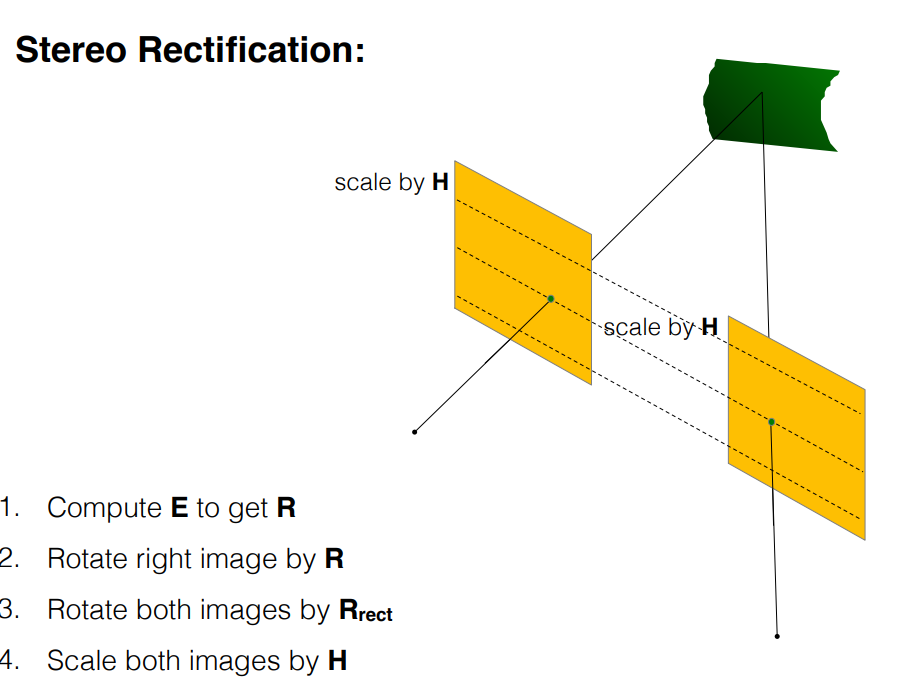 Stereo Rectification:
scale by H
scale by H
1. Compute E to get R
2. Rotate right image by R
3. Rotate both images by Rrect
4. Scale both images by H